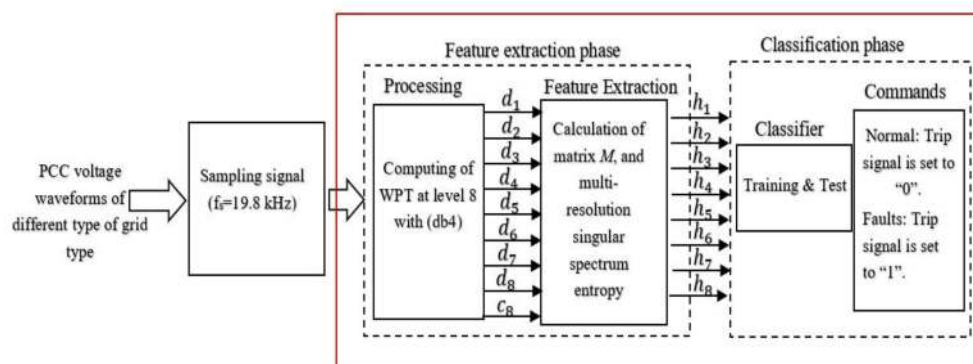 PCC voltage
waveforms of
different type of grid
type
Sampling signal
(fs=19.8 kHz)
Feature extraction phase
Processing
Computing of
WPT at level 8
with (db4)
d1
d2
d3
d4
d5
d6
d7
d8
c8
Feature Extraction
Calculation of
matrix M, and
multi-
resolution
singular
spectrum
entropy
h1
h2
h3
h4
h5
h6
h7
h8
Classification phase
Classifier
Training & Test
Commands
Normal: Trip
signal is set to
“0”.
Faults: Trip
signal is set
to “1”.